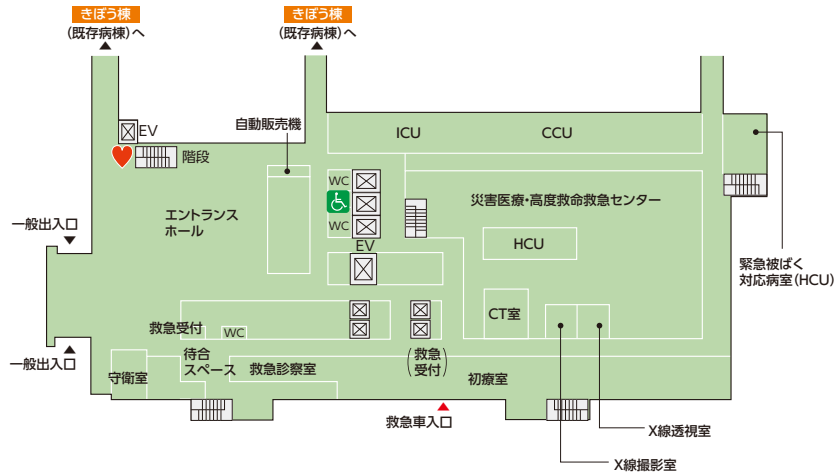 きぼう棟
(既存病棟)へ
きぼう棟
(既存病棟)へ
EV
自動販売機
階段
ICU
CCU
WC
WC
EV
災害医療・高度救命救急センター
エントランス
ホール
一般出入口
HCU
緊急被ばく
対応病室(HCU)
CT室
救急受付
WC
一般出入口
待合
スペース
守衛室
救急診察室
(救急
受付)
初療室
救急車入口
X線透視室
X線撮影室